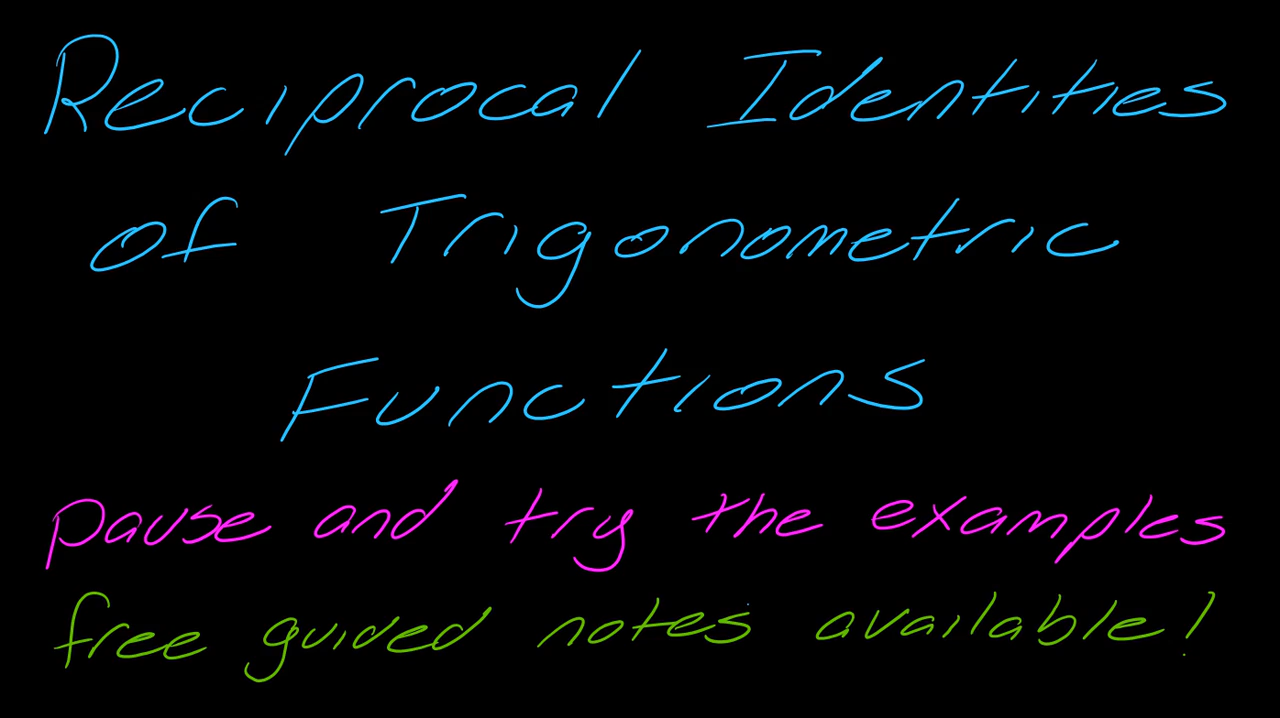 Reciprocal Identities
of Trigonometric
Functions
pause and try the examples
free guided notes available!